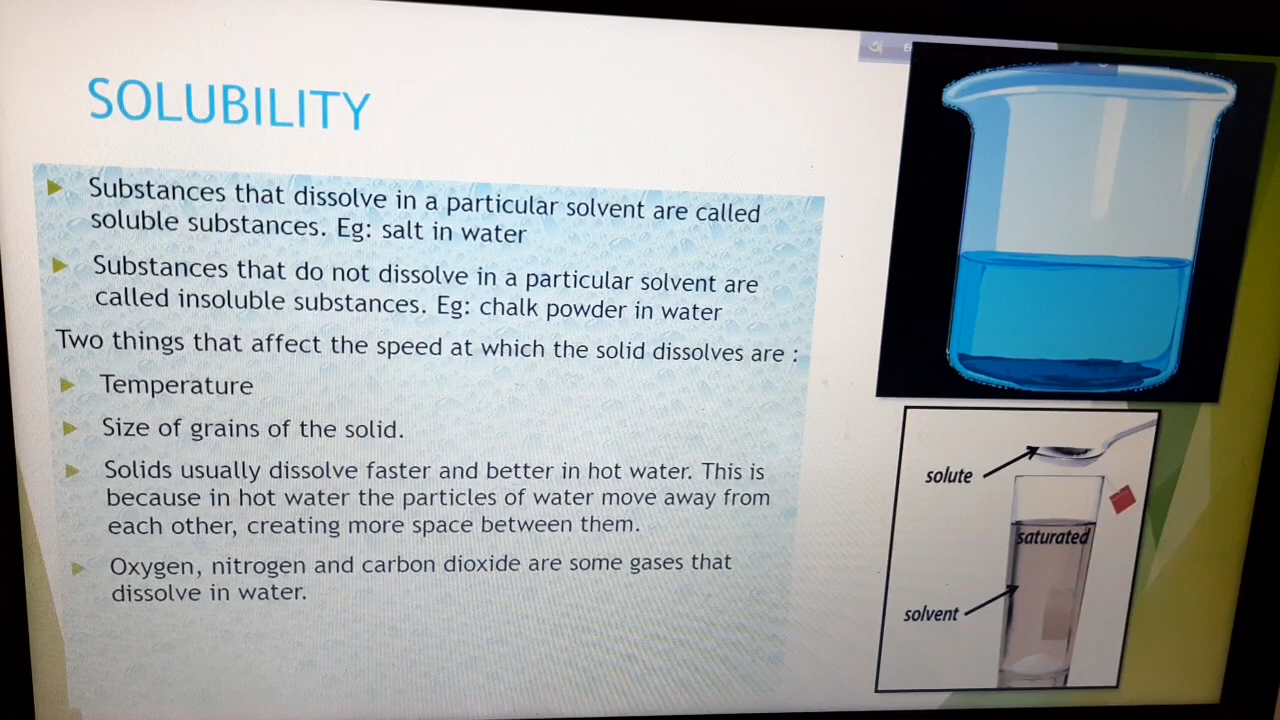 SOLUBILITY
Substances that dissolve in a particular solvent are called
soluble substances. Eg: salt in water
Substances that do not dissolve in a particular solvent are
called insoluble substances. Eg: chalk powder in water
Two things that affect the speed at which the solid dissolves are :
Temperature
Size of grains of the solid.
Solids usually dissolve faster and better in hot water. This is
because in hot water the particles of water move away from
each other, creating more space between them.
Oxygen, nitrogen and carbon dioxide are some gases that
dissolve in water.
solute
saturated
solvent